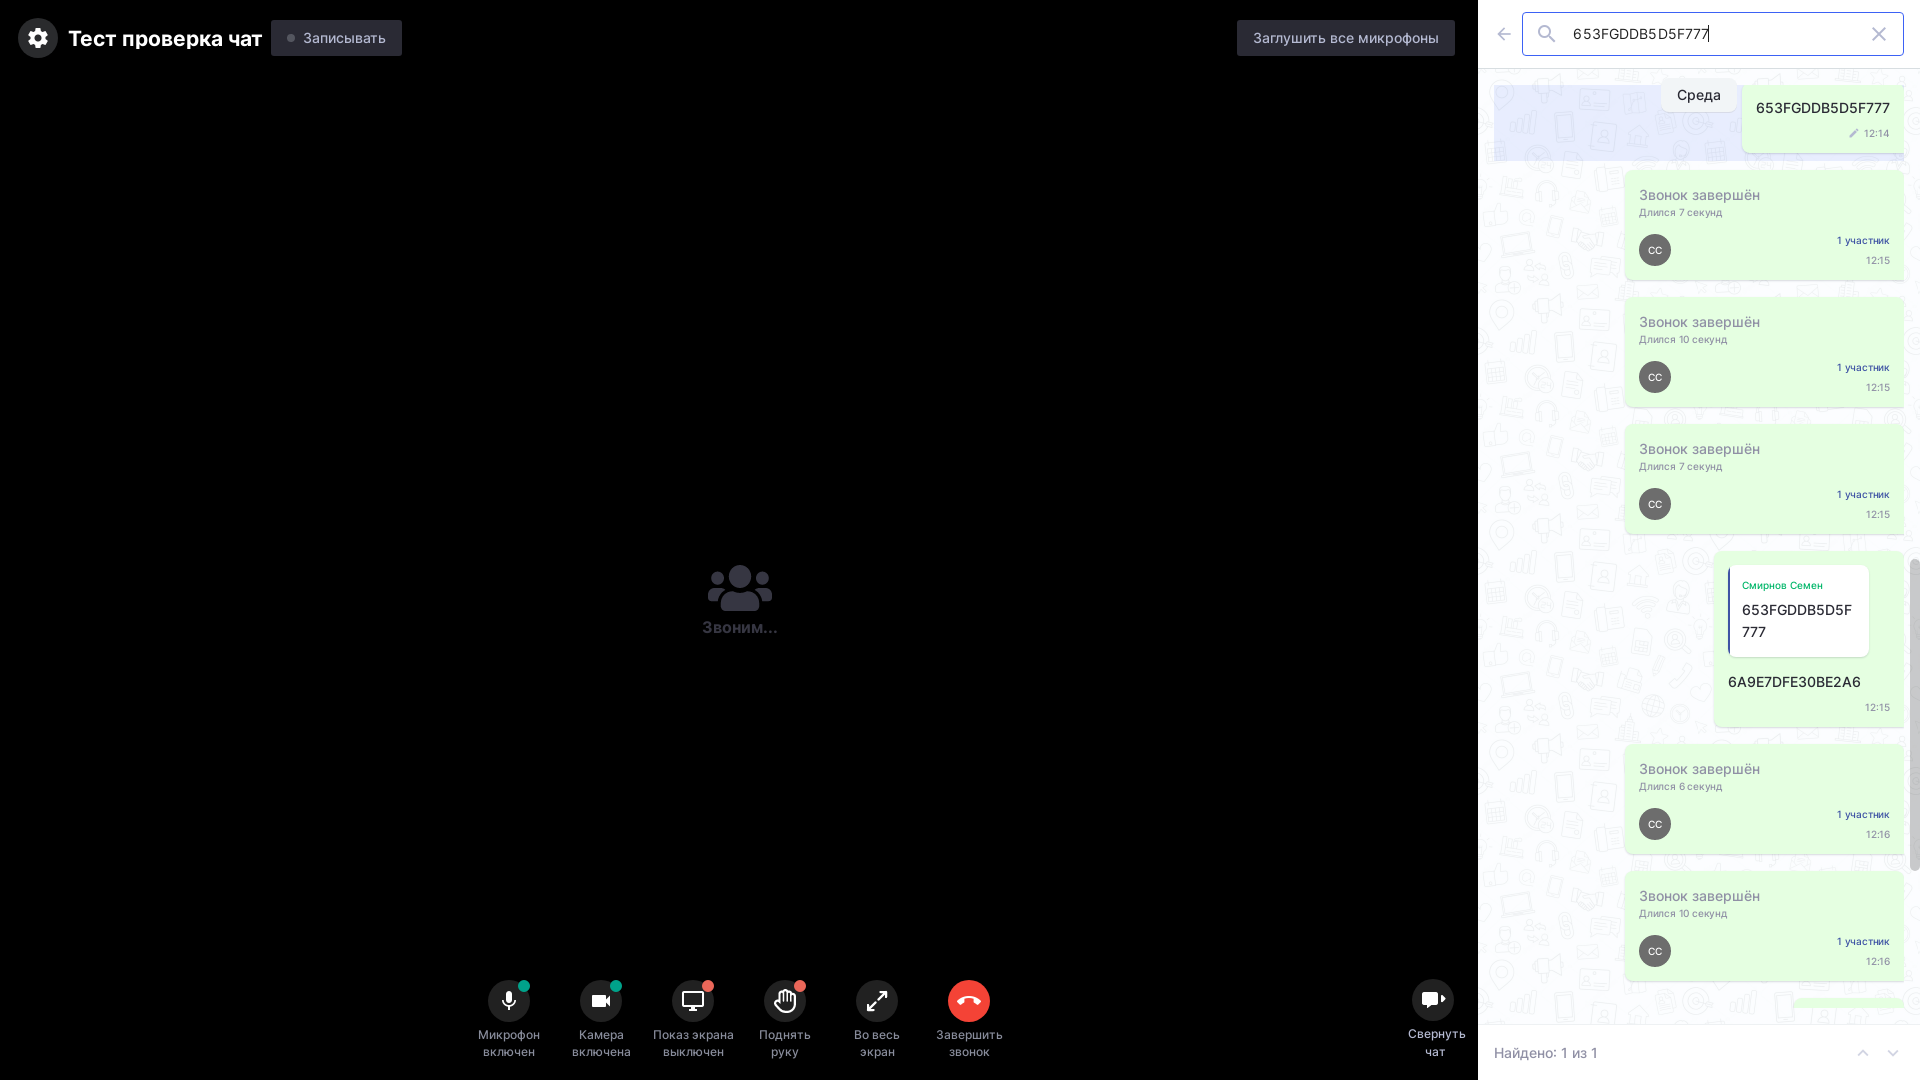 Тест проверка чат
Записывать
Заглушить все микрофоны
Звоним...
Микрофон
включен
Камера
включена
Показ экрана
выключен
Поднять
руку
Во весь
экран
Завершить
звонок
Свернуть
чат
653FGDDB5D5F777
Среда
653FGDDB5D5F777
12:14
Звонок завершён
Длился 7 секунд
СС
1 участник
12:15
Звонок завершён
Длился 10 секунд
СС
1 участник
12:15
Звонок завершён
Длился 7 секунд
СС
1 участник
12:15
Смирнов Семен
653FGDDB5D5F
777
6A9E7DFE30BE2A6
12:15
Звонок завершён
Длился 6 секунд
СС
1 участник
12:16
Звонок завершён
Длился 10 секунд
СС
1 участник
12:16
Найдено: 1 из 1